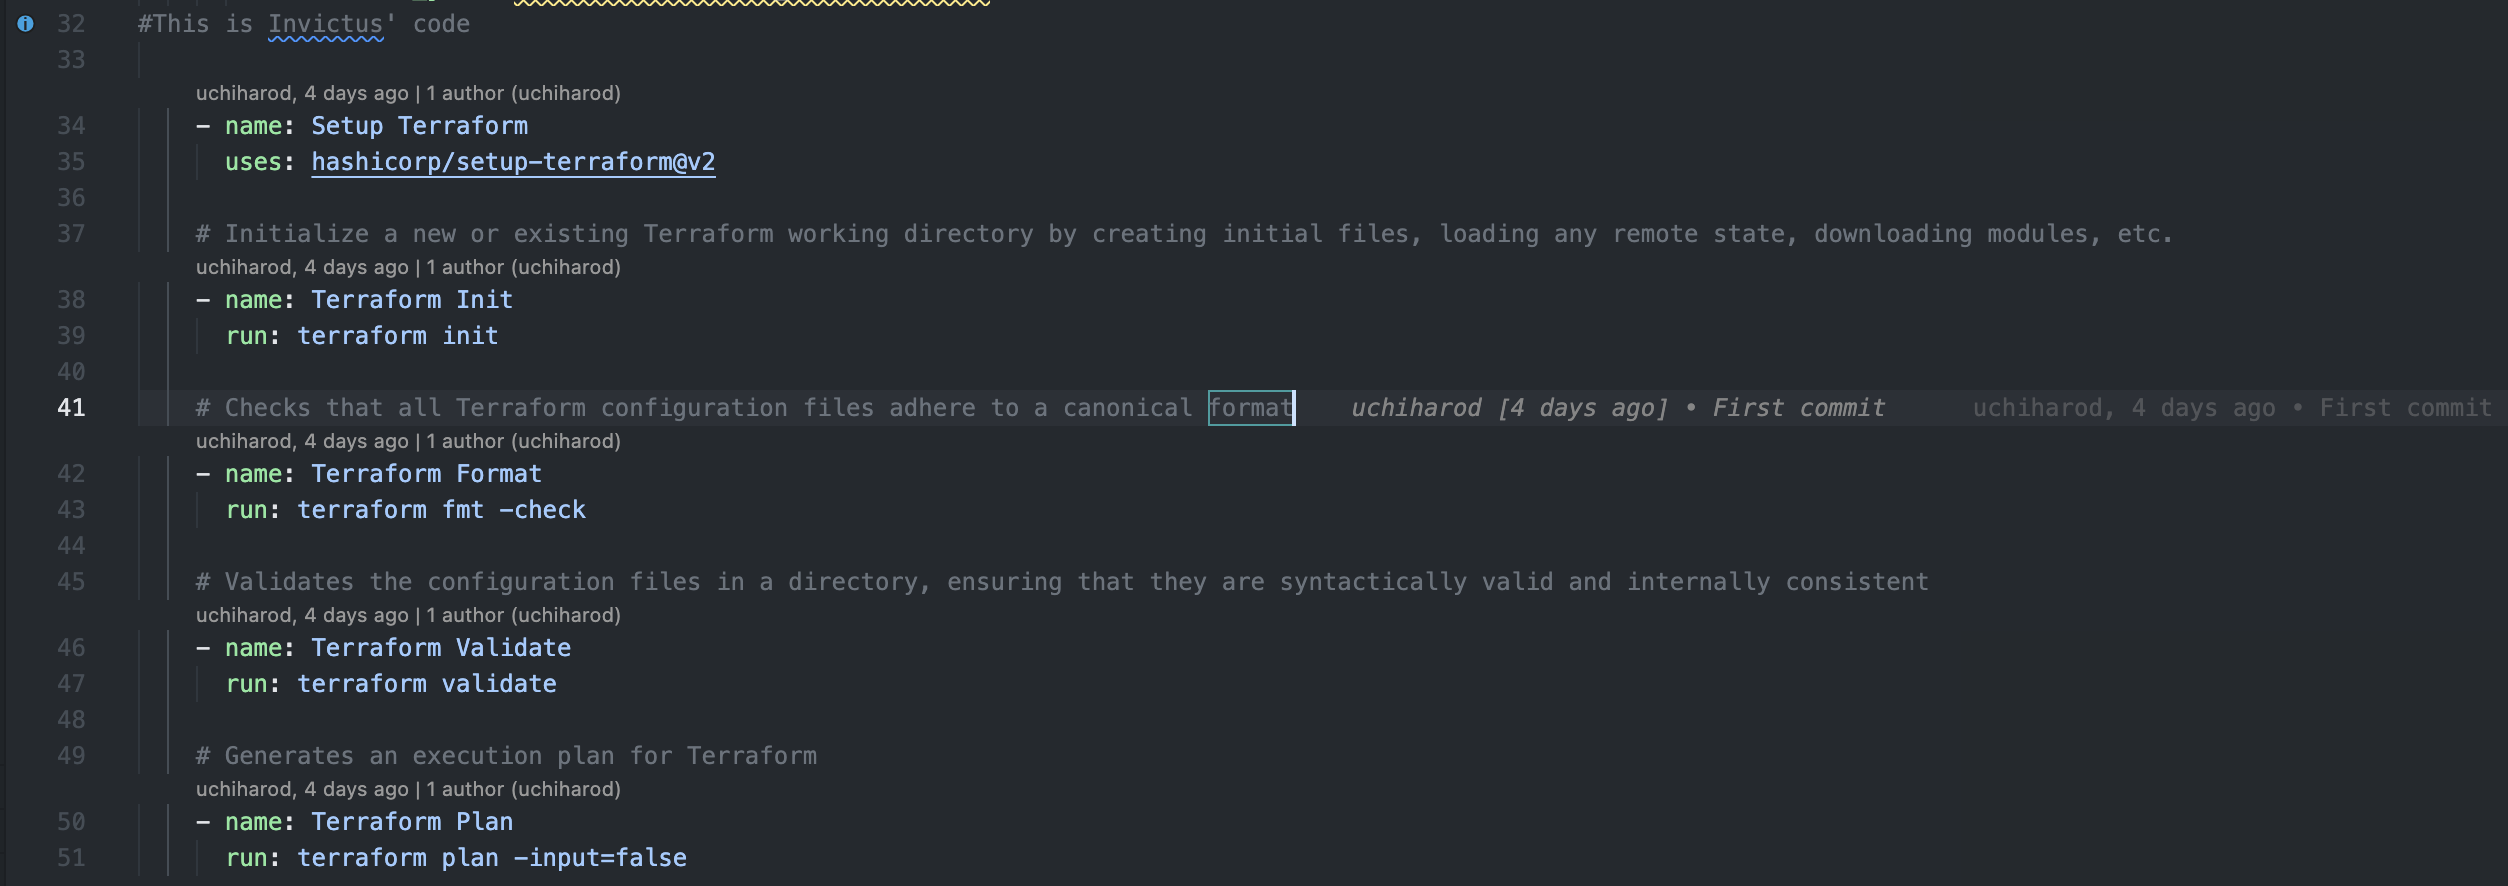 32 #This is Invictus' code
33
uchiharod, 4 days ago | 1 author (uchiharod)
34 - name: Setup Terraform
35 uses: hashicorp/setup-terraform@v2
36
37 # Initialize a new or existing Terraform working directory by creating initial files, loading any remote state, downloading modules, etc.
uchiharod, 4 days ago | 1 author (uchiharod)
38 - name: Terraform Init
39 run: terraform init
40
41 # Checks that all Terraform configuration files adhere to a canonical format uchiharod [4 days ago] • First commit uchiharod, 4 days ago • First commit
uchiharod, 4 days ago | 1 author (uchiharod)
42 - name: Terraform Format
43 run: terraform fmt -check
44
45 # Validates the configuration files in a directory, ensuring that they are syntactically valid and internally consistent
uchiharod, 4 days ago | 1 author (uchiharod)
46 - name: Terraform Validate
47 run: terraform validate
48
49 # Generates an execution plan for Terraform
uchiharod, 4 days ago | 1 author (uchiharod)
50 - name: Terraform Plan
51 run: terraform plan -input=false